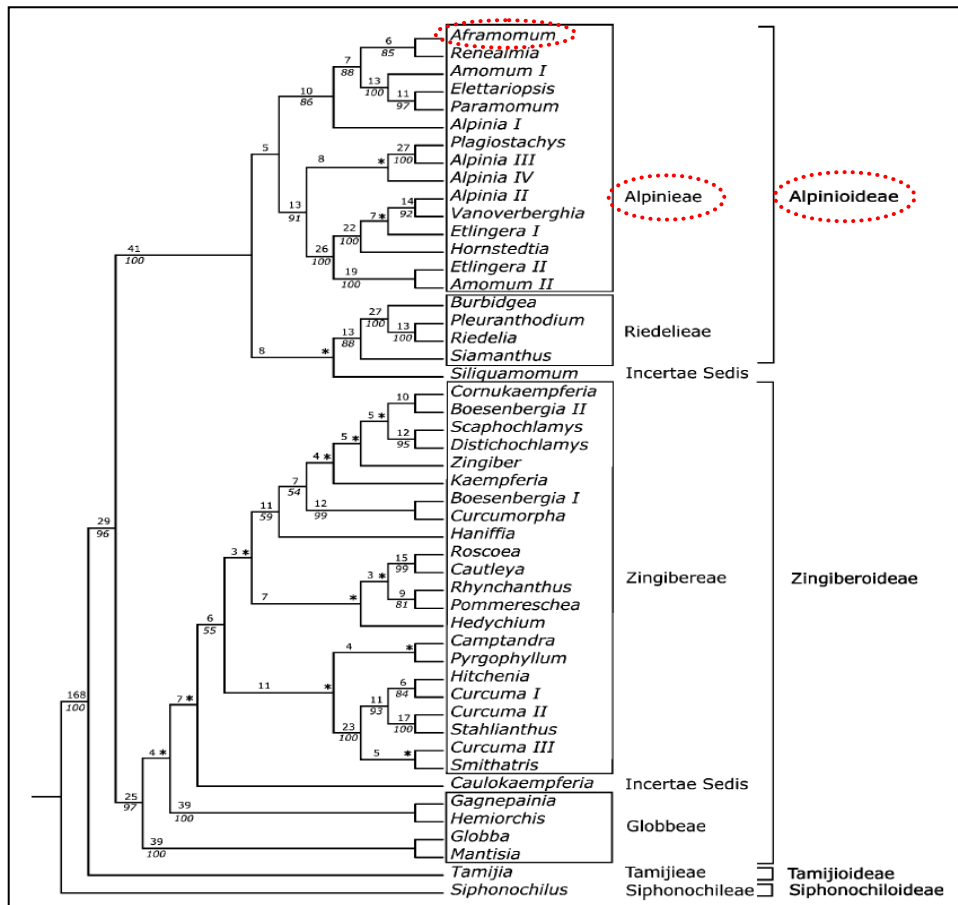 Aframomum
6
85
Renealmia
7
88
Amomum I
13
100
Elettariopsis
11
97
10
86
Paramomum
Alpinia I
Plagiostachys
27
100
5
8 *
Alpinia III
Alpinia IV
Alpinia II
14
92
Alpinieae
Alpinioideae
13
91
7 *
Vanoverberghia
22
100
Etlingera I
26
100
Hornstedtia
41
100
Etlingera II
19
100
Amomum II
Burbidgea
27
100
Pleuranthodium
13
88
13
100
Riedelia
Riedelieae
8 *
Siamanthus
Siliquamomum
Incertae Sedis
Cornukaempferia
10
5 *
Boesenbergia II
Scaphochlamys
5 *
12
95
Distichochlamys
4 *
Zingiber
7
54
Kaempferia
12
99
Boesenbergia I
11
59
Curcumorpha
Haniffia
29
96
3 *
Roscoea
15
99
3 *
Cautleya
Zingibereae
Zingiberoideae
7 *
Rhynchanthus
9
81
Pommereschea
6
55
Hedychium
Camptandra
4 *
Pyrgophyllum
11 *
Hitchenia
6
84
168
100
7 *
11
93
Curcuma I
Curcuma II
17
100
23
100
Stahlianthus
4 *
5 *
Curcuma III
Smithatris
Caulokaempferia
Incertae Sedis
25
97
39
100
Gagnepainia
Hemiorchis
Globbeae
39
100
Globba
Mantisia
Tamijia
Tamijieae
Tamijioideae
Siphonochilus
Siphonochileae
Siphonochiloideae